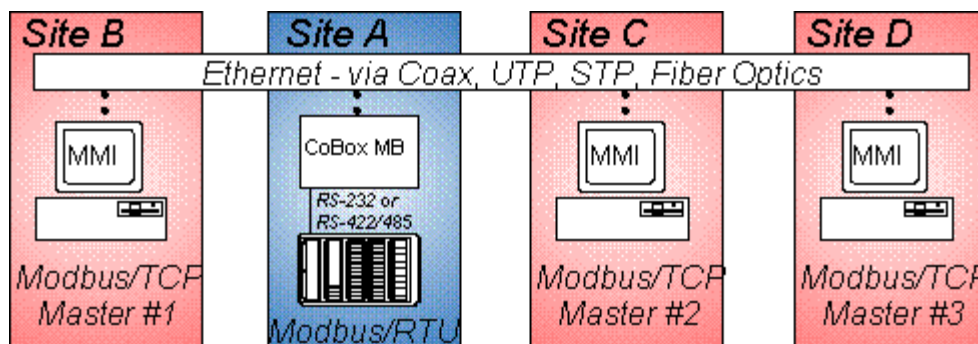 Site B
Site A
Site C
Site D
Ethernet - via Coax, UTP, STP, Fiber Optics
MMI
CoBox MB
MMI
MMI
RS-232 or
RS-422/485
Modbus/TCP
Master #1
Modbus/RTU
Modbus/TCP
Master #2
Modbus/TCP
Master #3